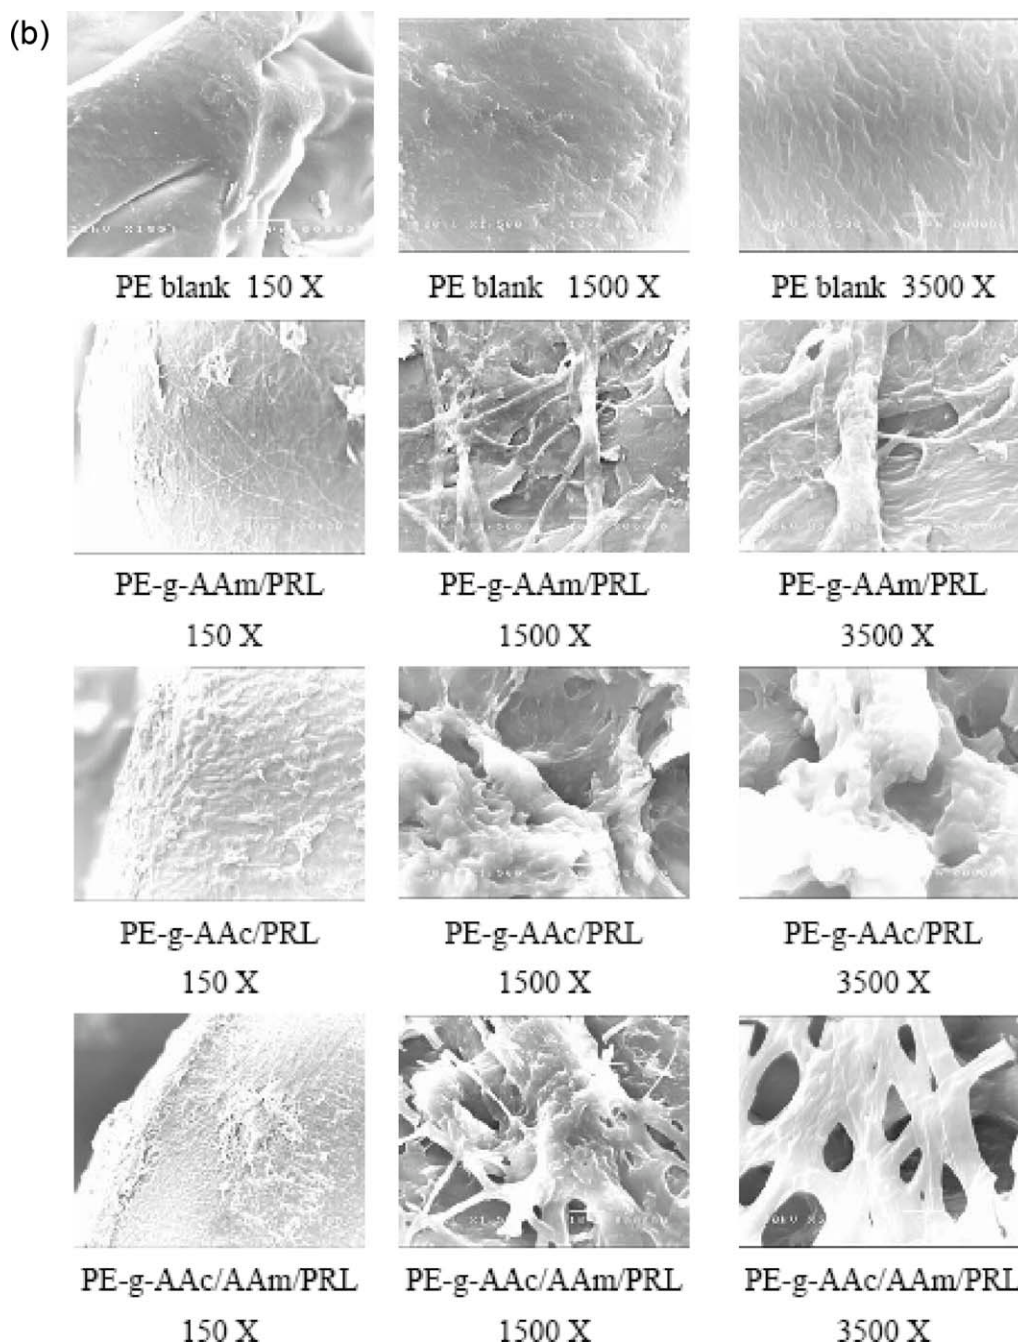 (b)
PE blank 150 X
PE blank 1500 X
PE blank 3500 X
PE-g-AAm/PRL
150 X
PE-g-AAm/PRL
1500 X
PE-g-AAm/PRL
3500 X
PE-g-AAc/PRL
150 X
PE-g-AAc/PRL
1500 X
PE-g-AAc/PRL
3500 X
PE-g-AAc/AAm/PRL
150 X
PE-g-AAc/AAm/PRL
1500 X
PE-g-AAc/AAm/PRL
3500 X